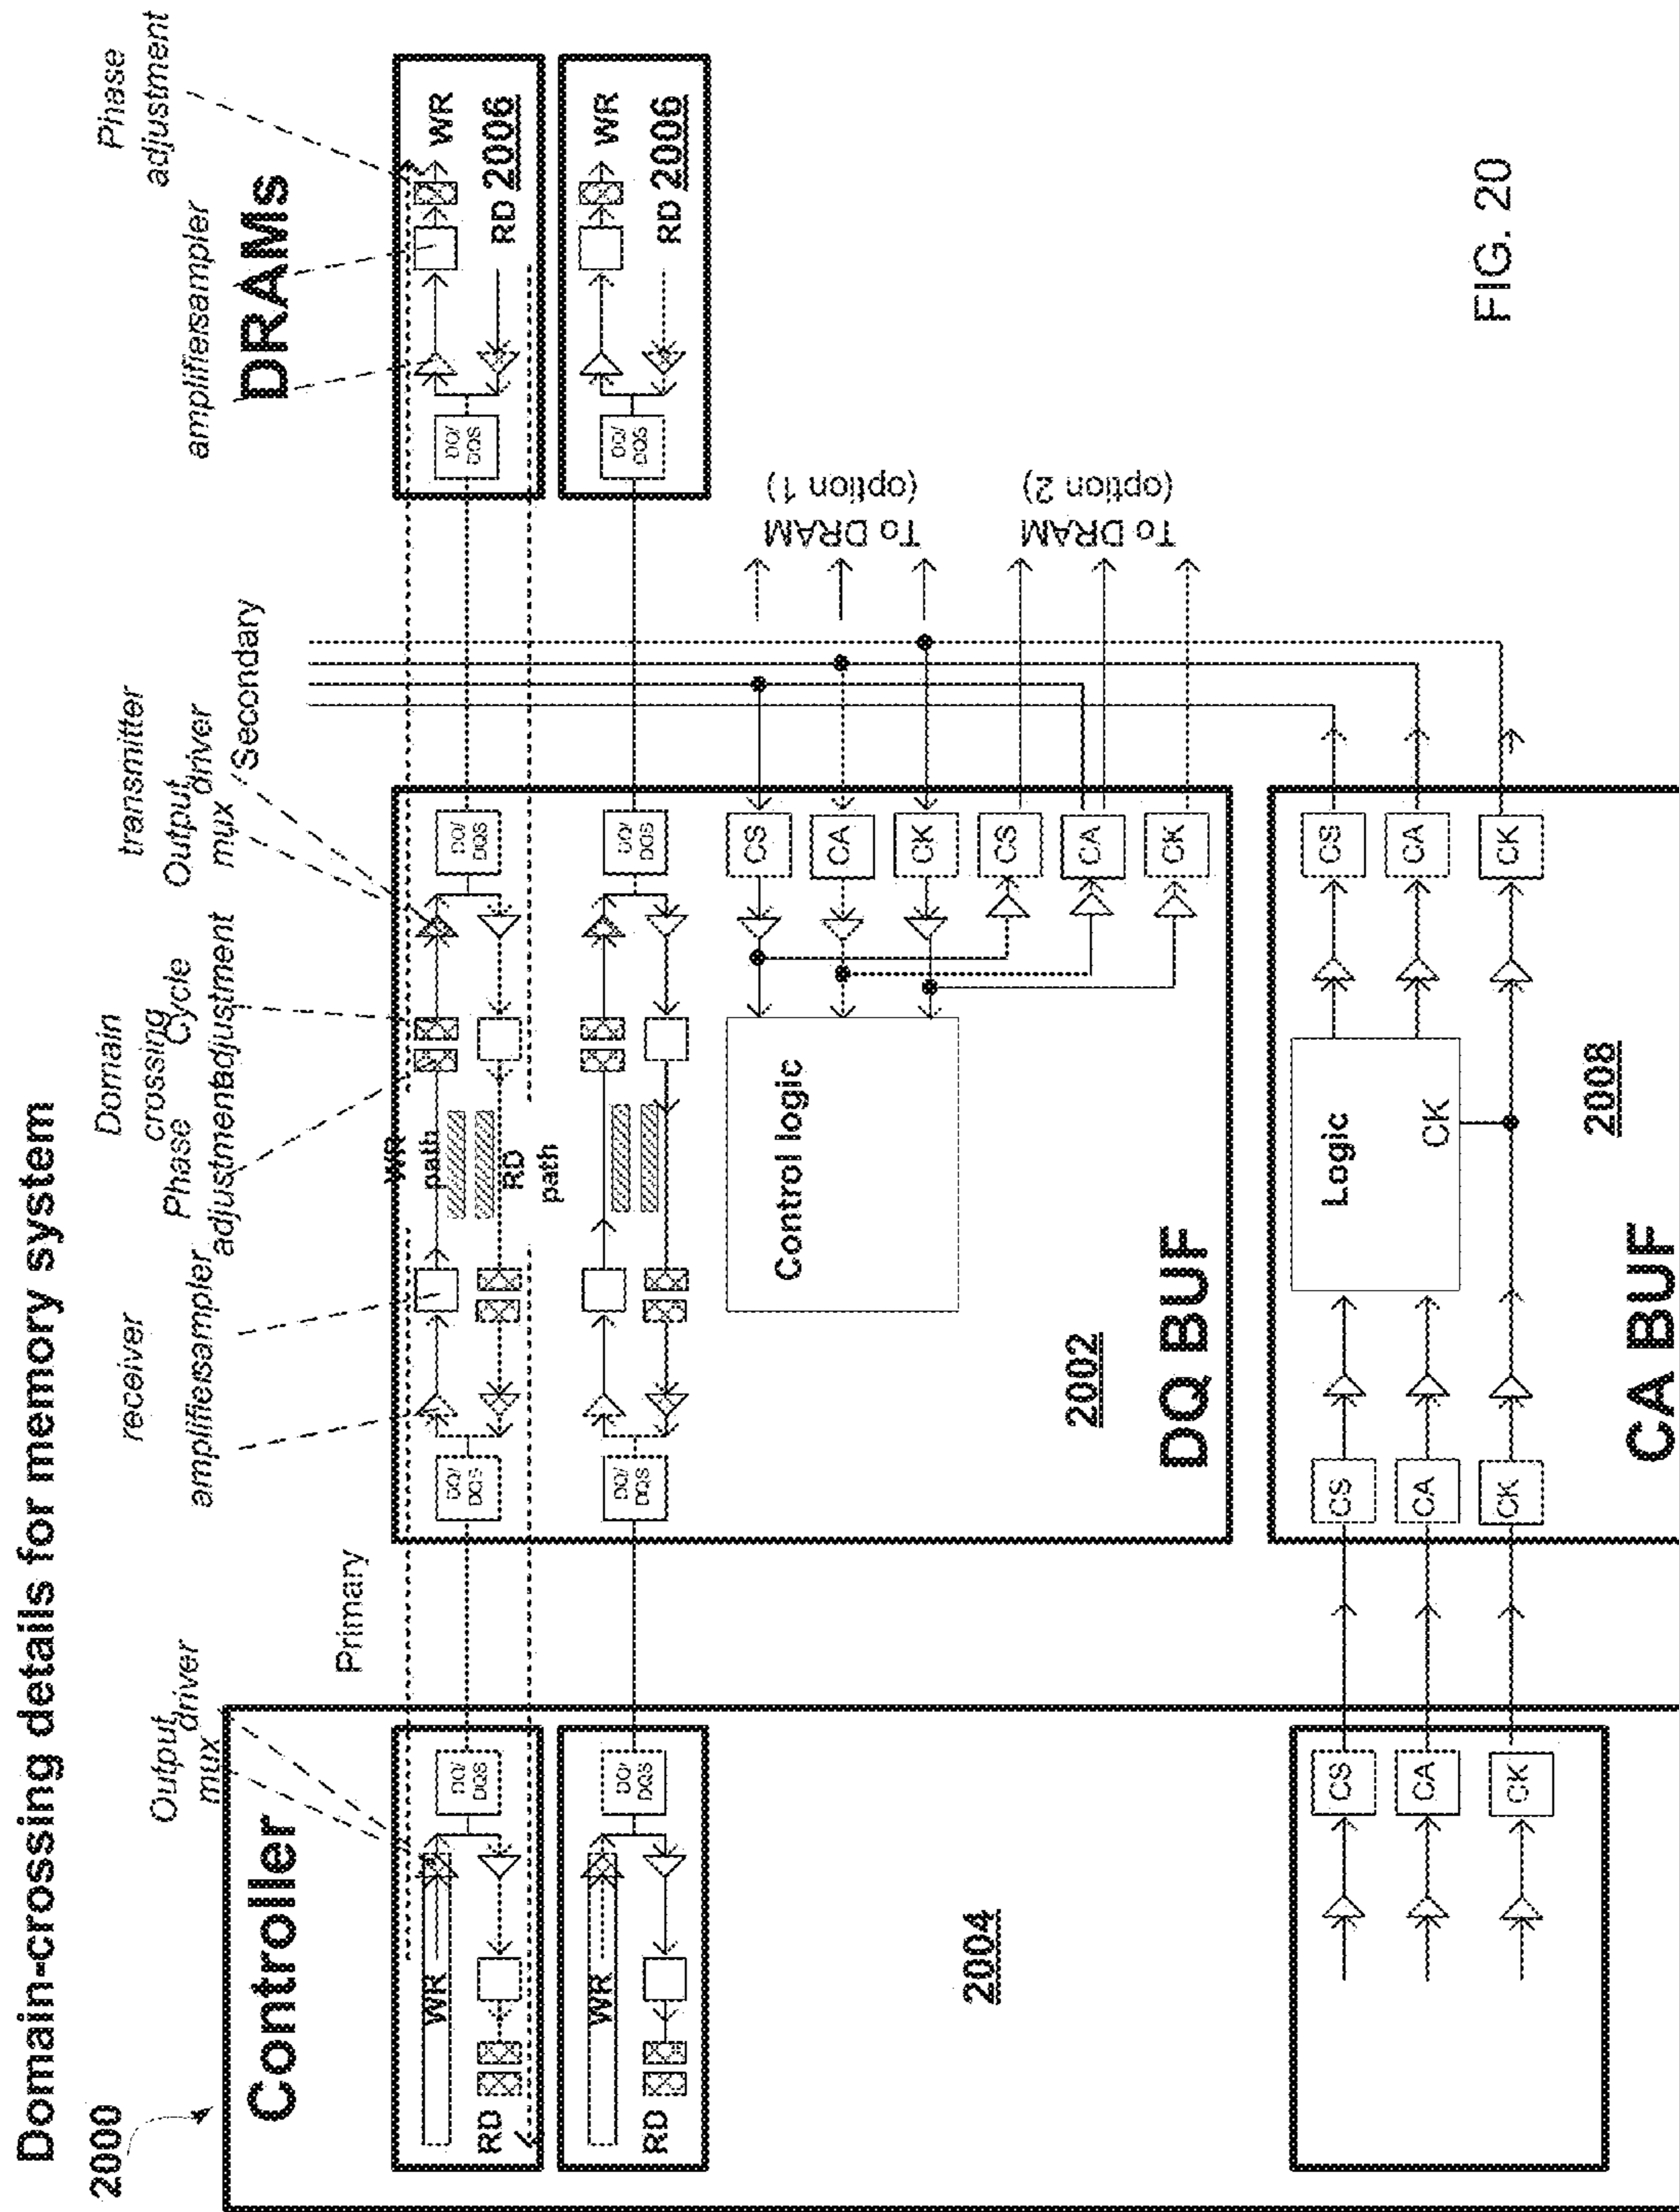 Domain-crossing details for memory system
2000
Controller
Output
driver
mux
WR
RD
DQ/
DQS
WR
RD
DQ/
DQS
2004
CS
CA
CK
Primary
receiver
amplifier
sampler
Domain
crossing
Phase
adjustment
Cycle
adjustment
transmitter
Output
driver
mux
Secondary
DQ/
DQS
WR
path
RD
path
DQ/
DQS
DQ/
DQS
DQ/
DQS
Control logic
CS
CA
CK
CS
CA
CK
2002
DQ BUF
CS
CA
CK
Logic
CK
CS
CA
CK
2008
CA BUF
To DRAM
(option 1)
To DRAM
(option 2)
amplifier
sampler
Phase
adjustment
DRAMs
DQ/
DQS
WR
RD
2006
DQ/
DQS
WR
RD
2006
FIG. 20